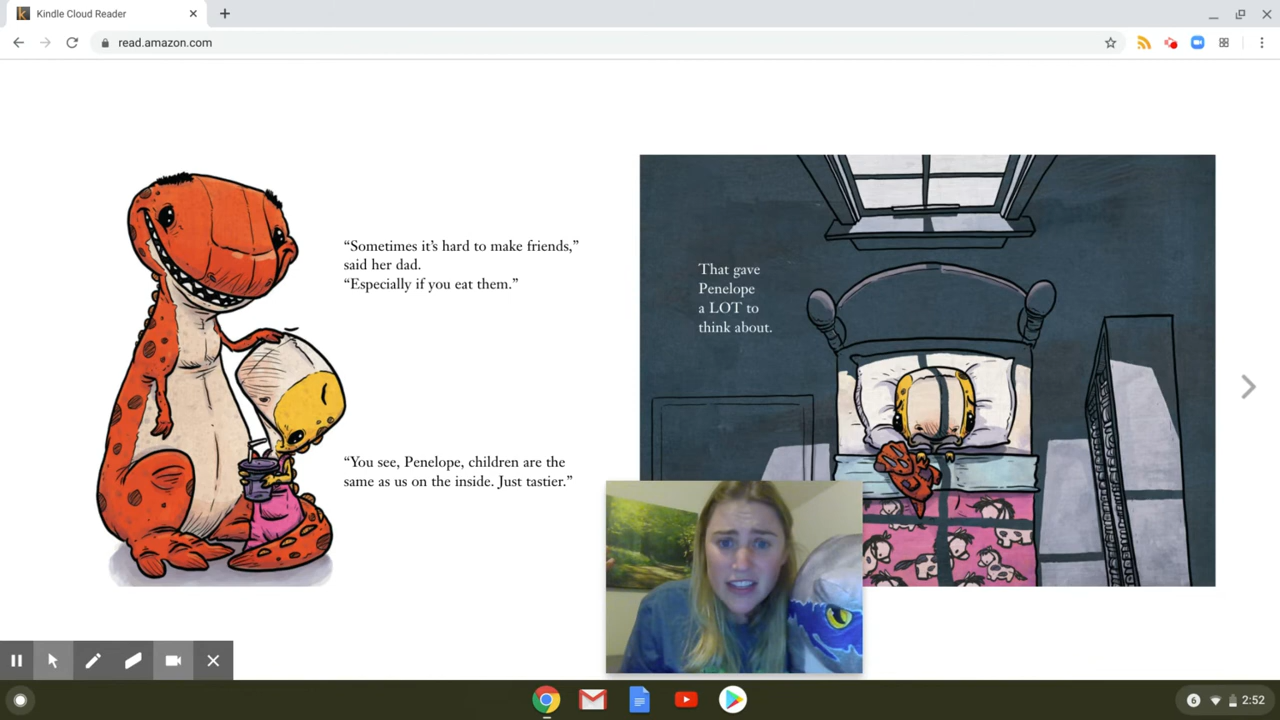 Kindle Cloud Reader
read.amazon.com
“Sometimes it’s hard to make friends,”
said her dad.
“Especially if you eat them.”
“You see, Penelope, children are the
same as us on the inside. Just tastier.”
That gave
Penelope
a LOT to
think about.
6
2:52